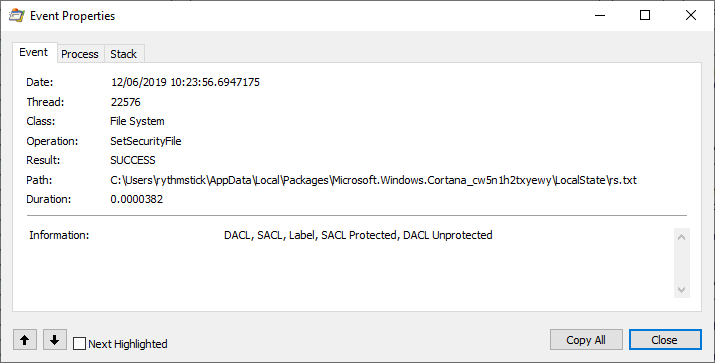 Event Properties
Event Process Stack
Date: 12/06/2019 10:23:56.6947175
Thread: 22576
Class: File System
Operation: SetSecurityFile
Result: SUCCESS
Path: C:\Users\rythmstick\AppData\Local\Packages\Microsoft.Windows.Cortana_cw5n1h2txyewy\LocalState\rs.txt
Duration: 0.0000382
Information: DACL, SACL, Label, SACL Protected, DACL Unprotected
Next Highlighted Copy All Close